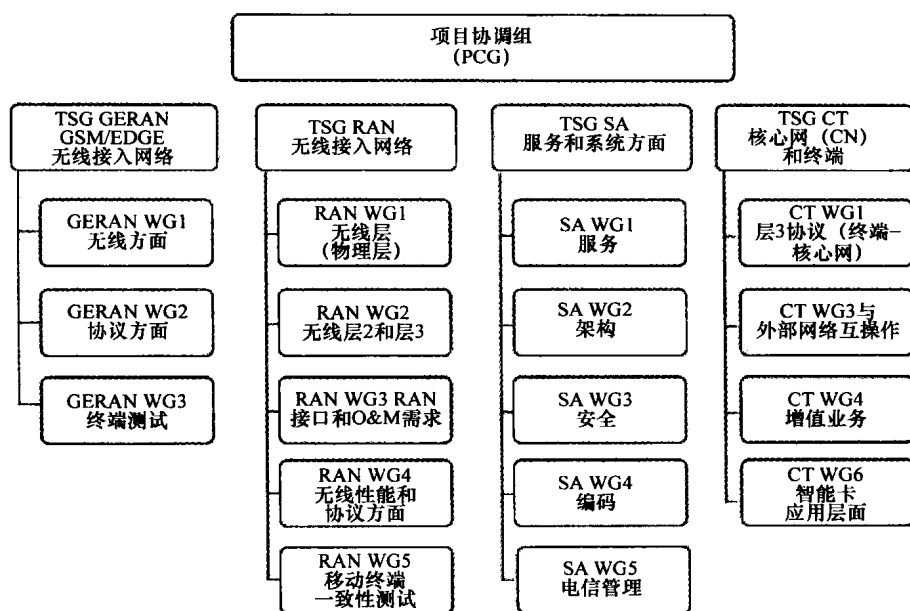 项目协调组
(PCG)
TSG GERAN
GSM/EDGE
无线接入网络
GERAN WG1
无线方面
GERAN WG2
协议方面
GERAN WG3
终端测试
TSG RAN
无线接入网络
RAN WG1
无线层
(物理层)
RAN WG2
无线层2和层3
RAN WG3 RAN
接口和O&M需求
RAN WG4
无线性能和
协议方面
RAN WG5
移动终端
一致性测试
TSG SA
服务和系统方面
SA WG1
服务
SA WG2
架构
SA WG3
安全
SA WG4
编码
SA WG5
电信管理
TSG CT
核心网（CN）
和终端
CT WG1
层3协议（终端–
核心网）
CT WG3与
外部网络互操作
CT WG4
增值业务
CT WG6
智能卡
应用层面